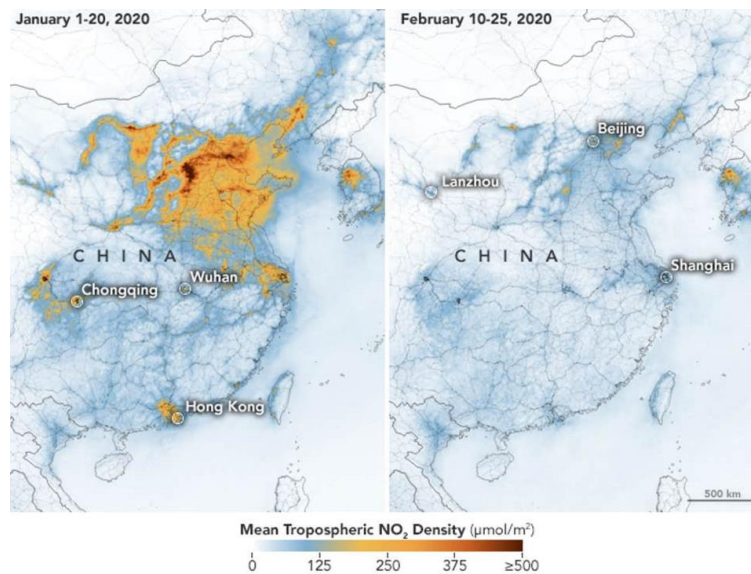 January 1-20, 2020
February 10-25, 2020
Beijing
Lanzhou
CHINA
CHINA
Wuhan
Shanghai
Chongqing
Hong Kong
500 km
Mean Tropospheric NO₂ Density (μmol/m²)
0 125 250 375 ≥500